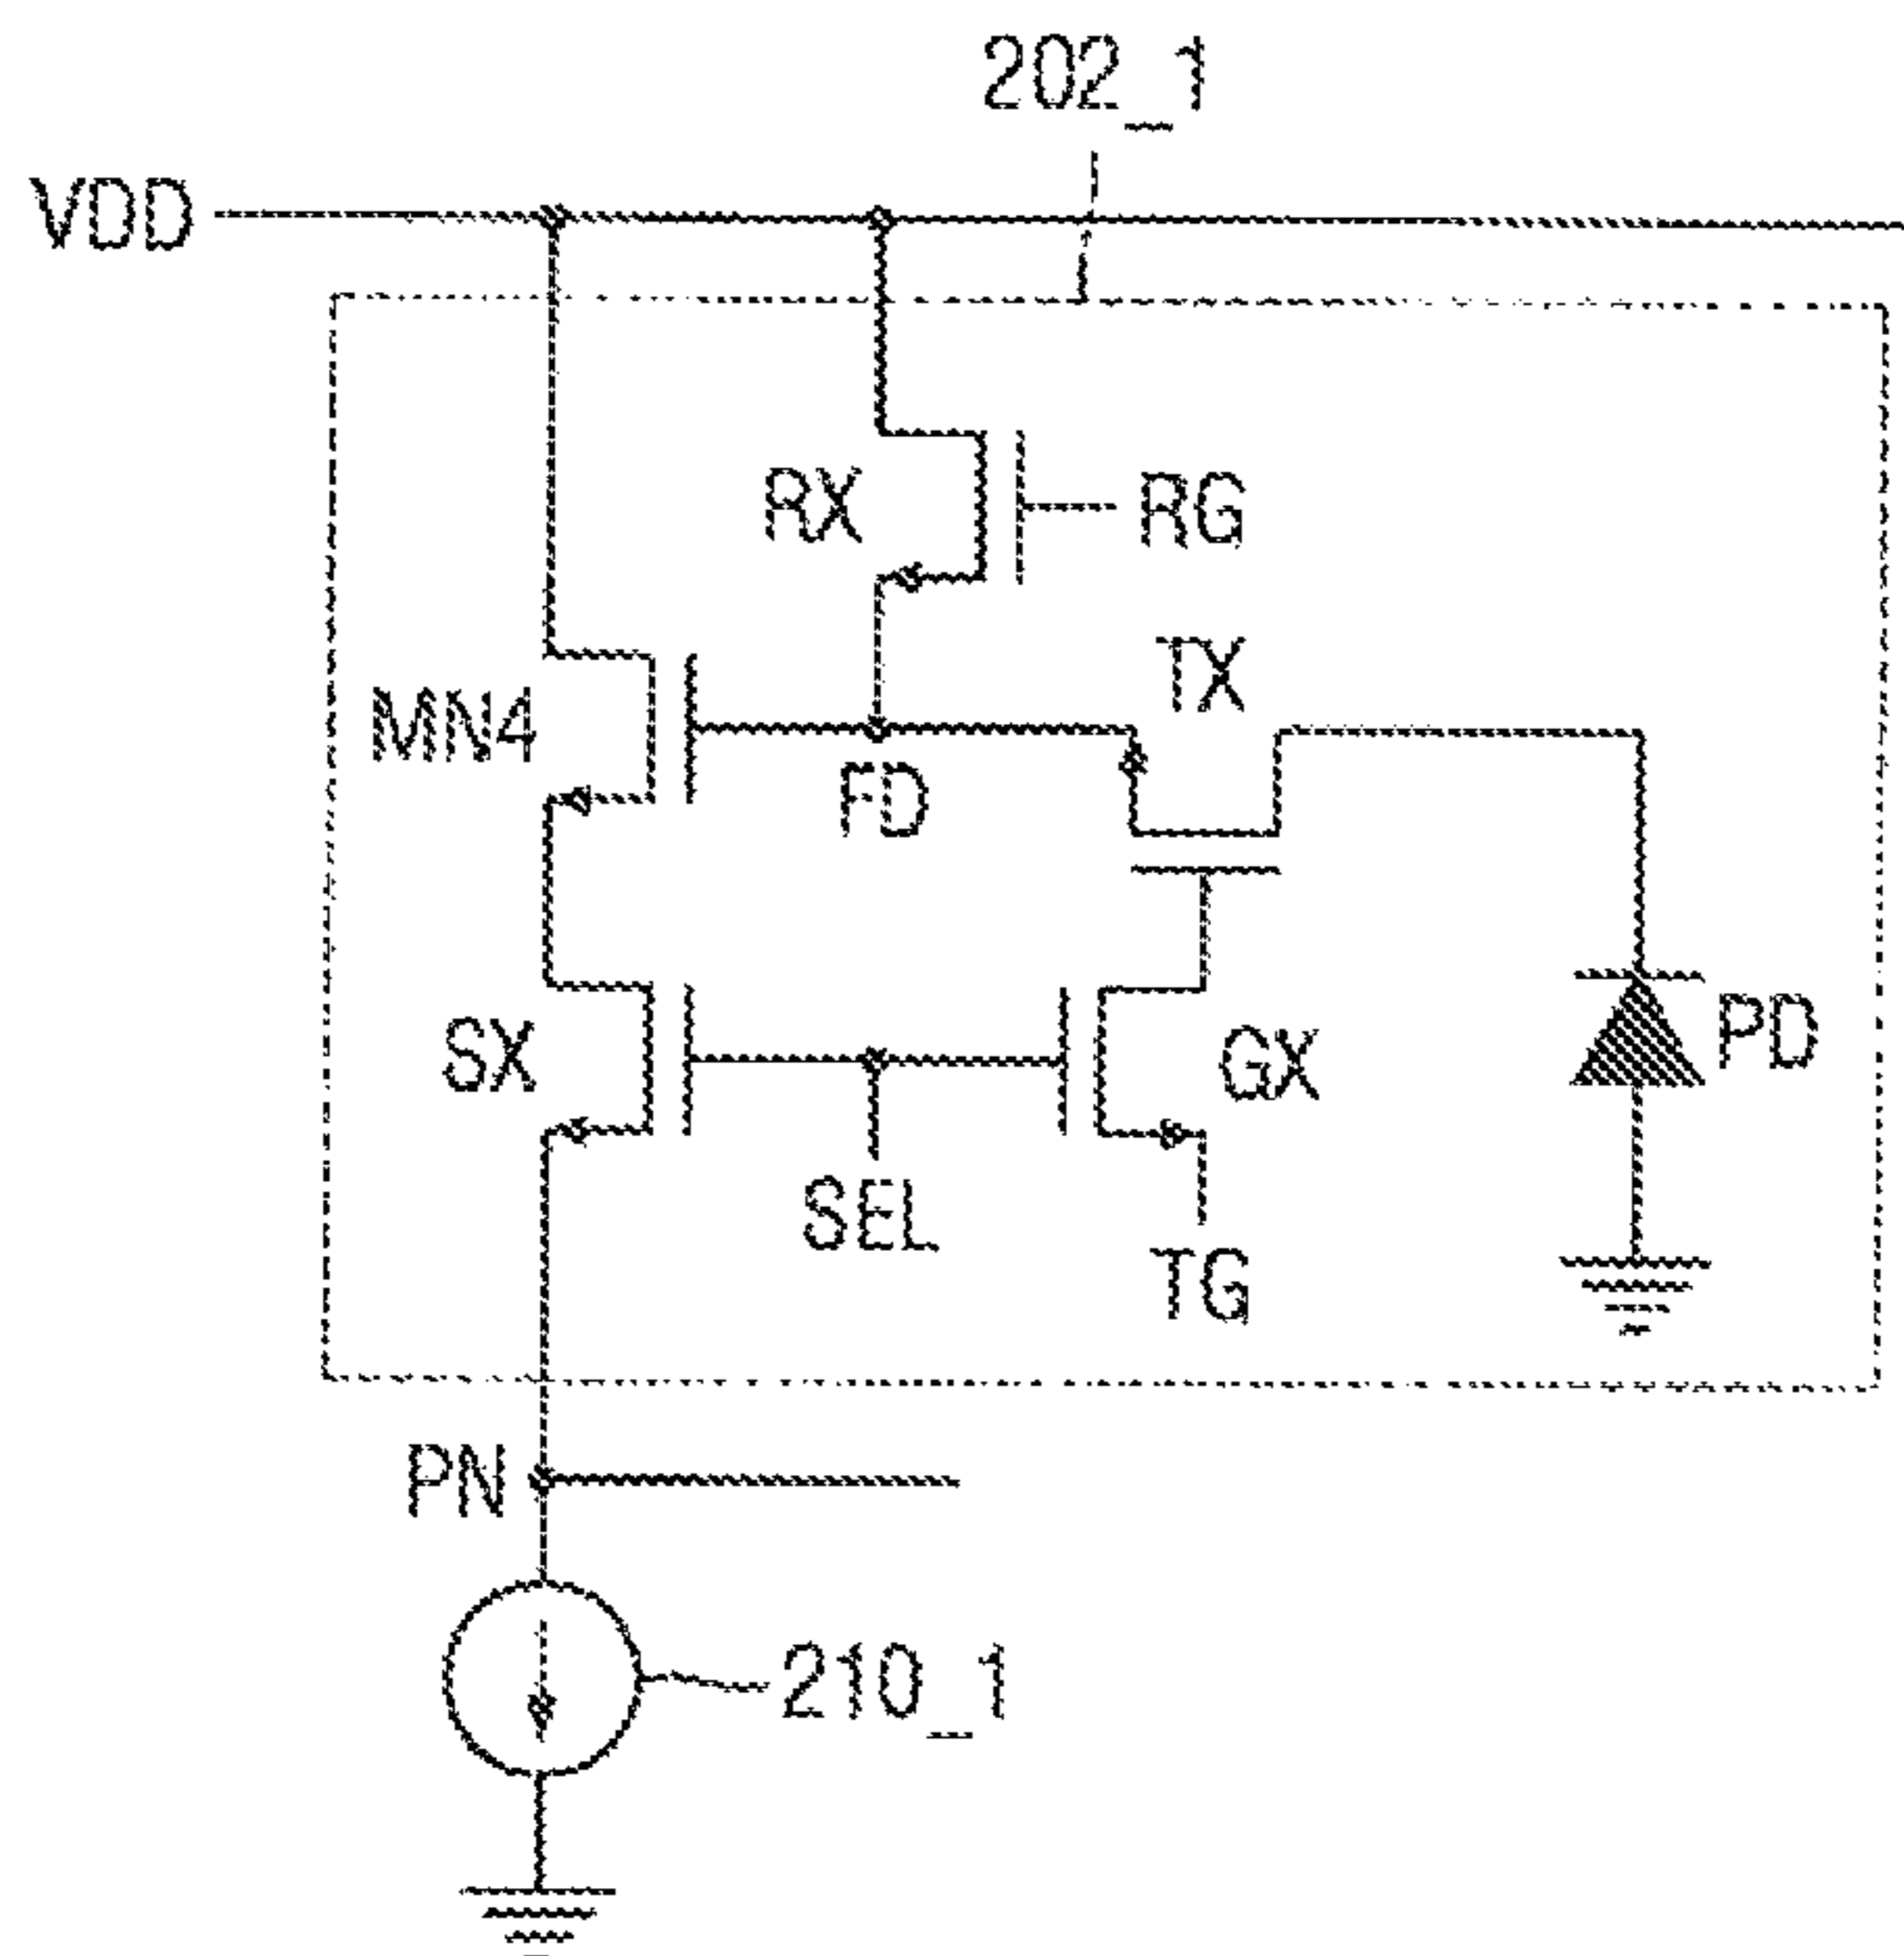 202_1
VDD
RX
RG
TX
MN4
FD
SX
GX
PD
SEL
TG
PN
210_1